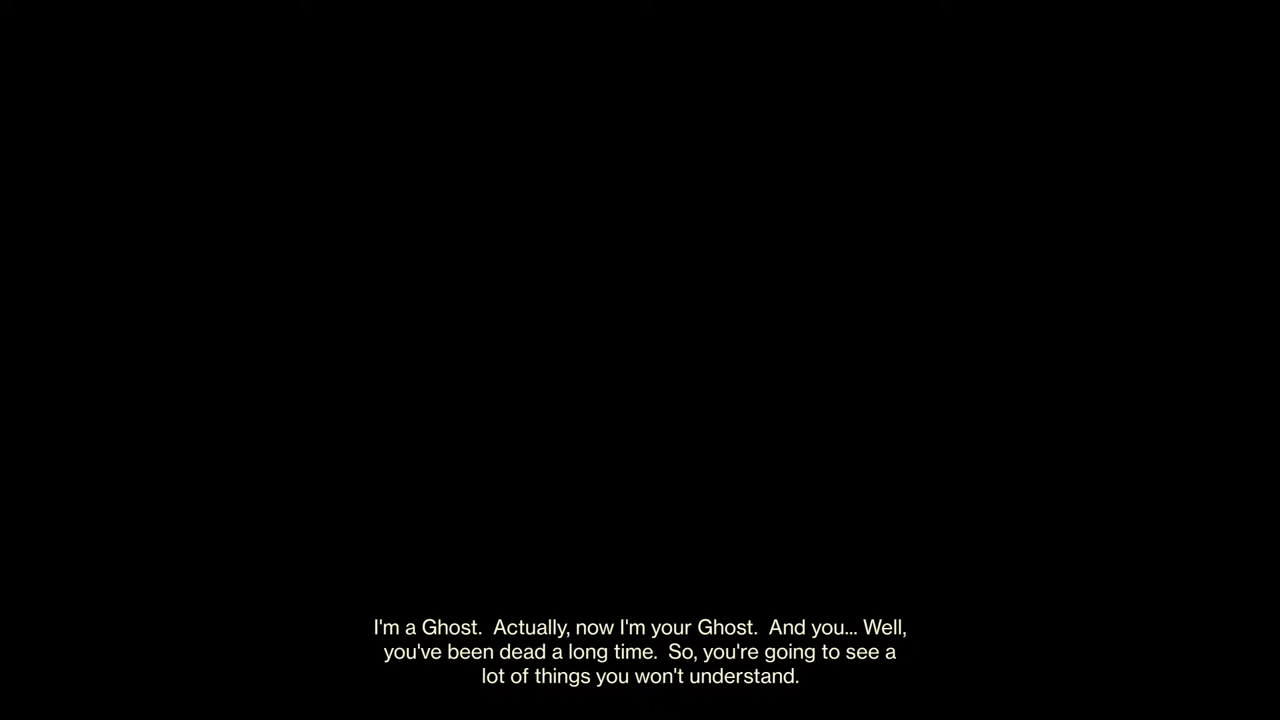 I'm a Ghost.  Actually, now I'm your Ghost.  And you... Well,
you've been dead a long time.  So, you're going to see a
lot of things you won't understand.